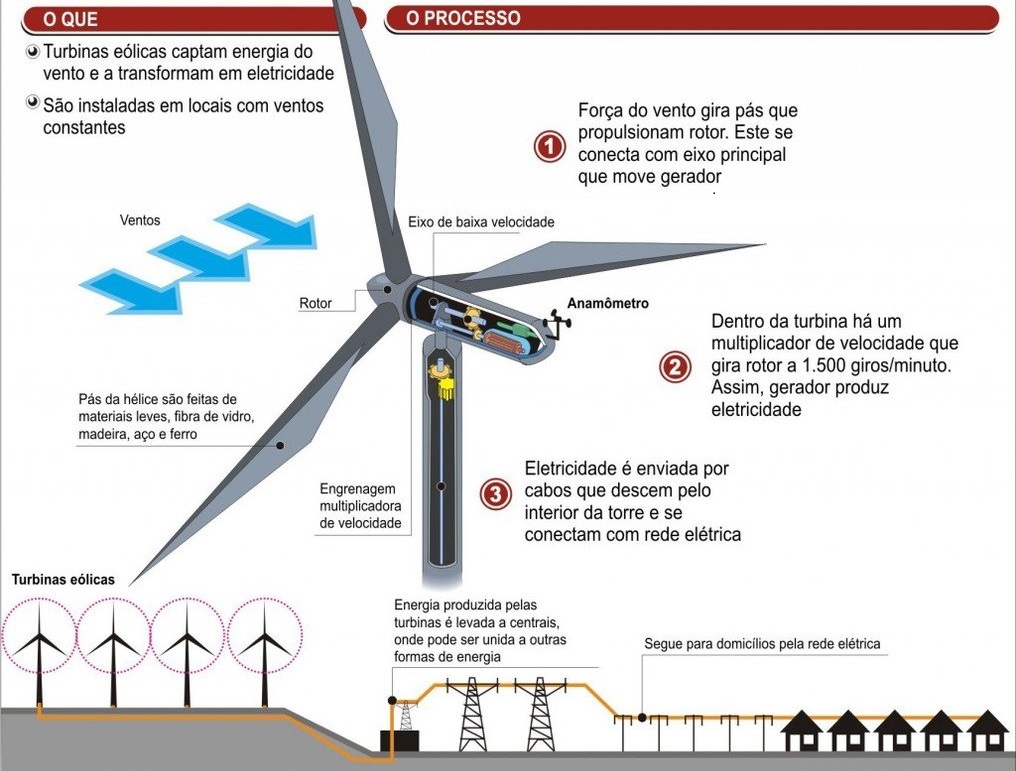 O QUE
Turbinas eólicas captam energia do
vento e a transformam em eletricidade
São instaladas em locais com ventos
constantes
O PROCESSO
1
Força do vento gira pás que
propulsionam rotor. Este se
conecta com eixo principal
que move gerador
Ventos
Eixo de baixa velocidade
Rotor
Anamômetro
2
Dentro da turbina há um
multiplicador de velocidade que
gira rotor a 1.500 giros/minuto.
Assim, gerador produz
eletricidade
Pás da hélice são feitas de
materiais leves, fibra de vidro,
madeira, aço e ferro
Engrenagem
multiplicadora
de velocidade
3
Eletricidade é enviada por
cabos que descem pelo
interior da torre e se
conectam com rede elétrica
Turbinas eólicas
Energia produzida pelas
turbinas é levada a centrais,
onde pode ser unida a outras
formas de energia
Segue para domicílios pela rede elétrica